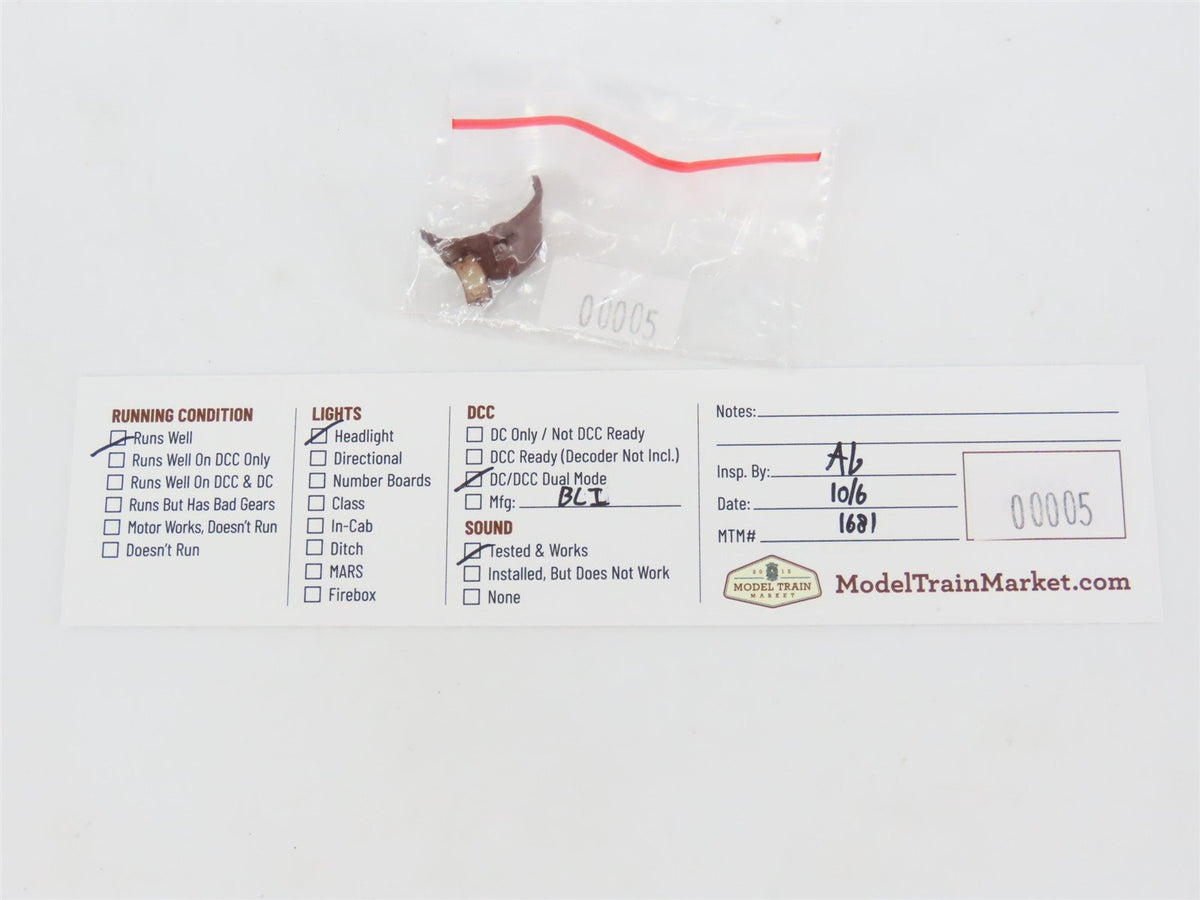 00005
RUNNING CONDITION
Runs Well
Runs Well On DCC Only
Runs Well On DCC & DC
Runs But Has Bad Gears
Motor Works, Doesn't Run
Doesn't Run
LIGHTS
Headlight
Directional
Number Boards
Class
In-Cab
Ditch
MARS
Firebox
DCC
DC Only / Not DCC Ready
DCC Ready (Decoder Not Incl.)
DC/DCC Dual Mode
Mfg: BLI
SOUND
Tested & Works
Installed, But Does Not Work
None
Notes:
Insp. By: Ab
Date: 10/6
MTM# 1681
00005
2015
MODEL TRAIN
MARKET
ModelTrainMarket.com